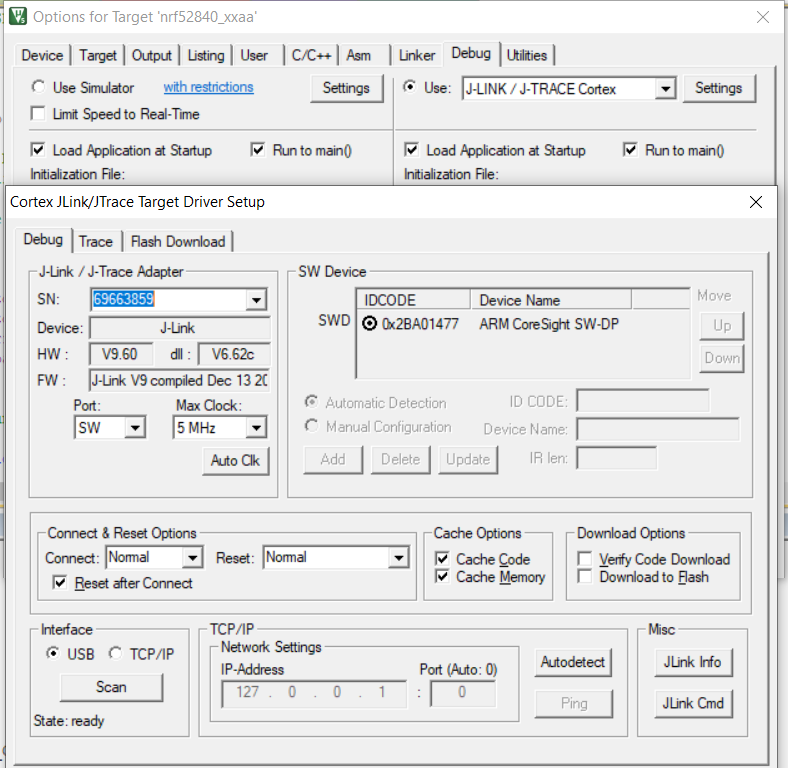 Options for Target 'nrf52840_xxaa'
Device Target Output Listing User C/C++ Asm Linker Debug Utilities
Use Simulator with restrictions Settings Use: J-LINK / J-TRACE Cortex Settings
Limit Speed to Real-Time
Load Application at Startup Run to main() Load Application at Startup Run to main()
Initialization File: Initialization File:
Cortex JLink/JTrace Target Driver Setup
Debug Trace Flash Download
J-Link / J-Trace Adapter
SN: 69663859
Device: J-Link
HW : V9.60 dll : V6.62c
FW : J-Link V9 compiled Dec 13 20
Port: Max Clock:
SW 5 MHz
Auto Clk
SW Device
IDCODE Device Name Move
SWD 0x2BA01477 ARM CoreSight SW-DP Up
Down
Automatic Detection ID CODE:
Manual Configuration Device Name:
Add Delete Update IR len:
Connect & Reset Options
Connect: Normal Reset: Normal
Reset after Connect
Cache Options
Cache Code
Cache Memory
Download Options
Verify Code Download
Download to Flash
Interface
USB TCP/IP
Scan
State: ready
TCP/IP
Network Settings
IP-Address Port (Auto: 0)
127 . 0 . 0 . 1 : 0
Autodetect
Ping
Misc
JLink Info
JLink Cmd